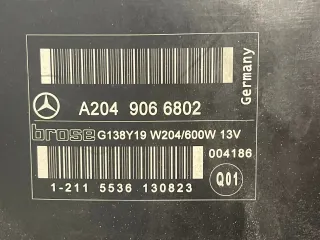 Germany
A204 906 6802
brose G138Y19 W204/600W 13V
004186
1-211 5536 130823
Q01